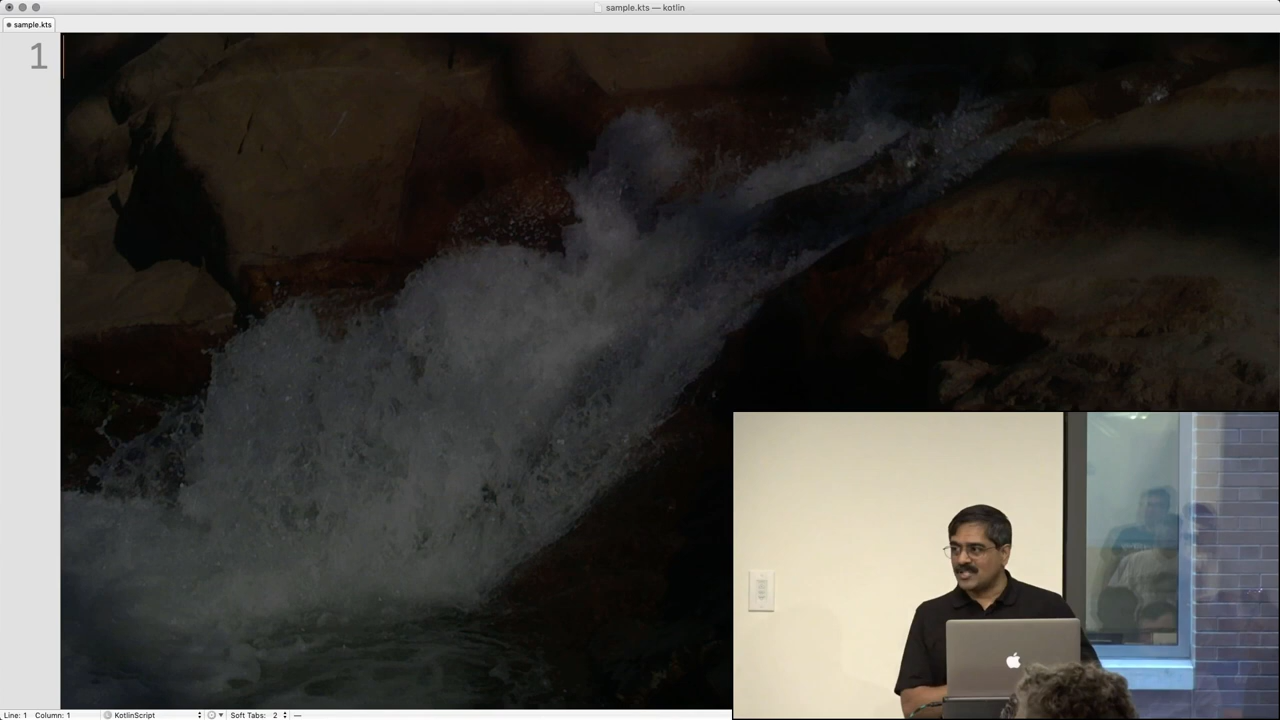 sample.kts — kotlin
sample.kts
1
Line: 1 Column: 1
KotlinScript
Soft Tabs: 2